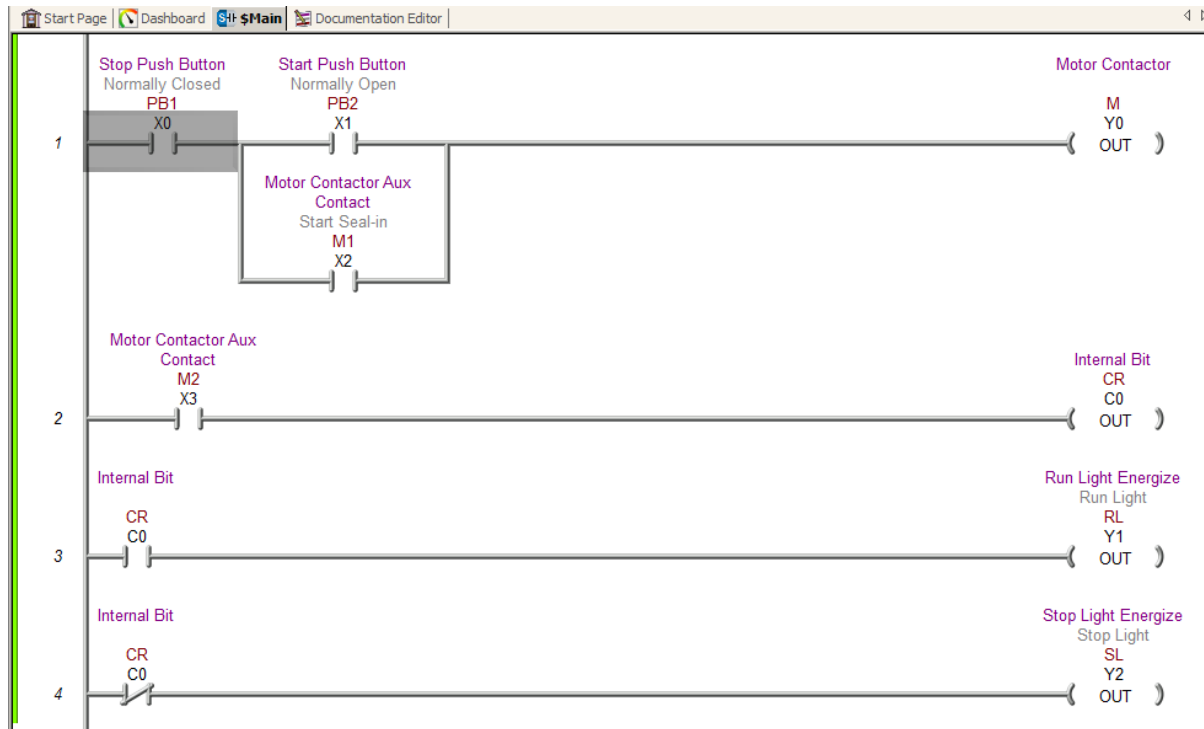 Start Page Dashboard $Main Documentation Editor
Stop Push Button Start Push Button Motor Contactor
Normally Closed Normally Open
PB1 PB2 M
X0 X1 Y0
1 OUT
Motor Contactor Aux
Contact
Start Seal-in
M1
X2
Motor Contactor Aux
Contact Internal Bit
M2 CR
X3 C0
2 OUT
Internal Bit Run Light Energize
Run Light
CR RL
C0 Y1
3 OUT
Internal Bit Stop Light Energize
Stop Light
CR SL
C0 Y2
4 OUT